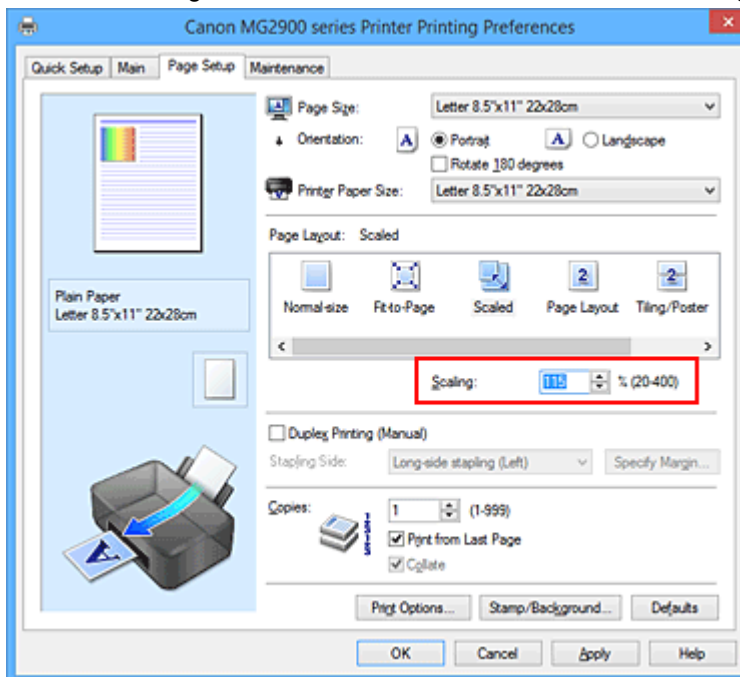 Canon MG2900 series Printer Printing Preferences
Quick Setup Main Page Setup Maintenance
Page Size: Letter 8.5"x11" 22x28cm
Orientation: A Portrait A Landscape
Rotate 180 degrees
Printer Paper Size: Letter 8.5"x11" 22x28cm
Page Layout: Scaled
Normal-size Fit-to-Page Scaled Page Layout Tiling/Poster
Plain Paper
Letter 8.5"x11" 22x28cm
Scaling: 115 % (20-400)
Duplex Printing (Manual)
Stapling Side: Long-side stapling (Left) Specify Margin...
Copies: 1 (1-999)
Print from Last Page
Collate
Print Options... Stamp/Background... Defaults
OK Cancel Apply Help